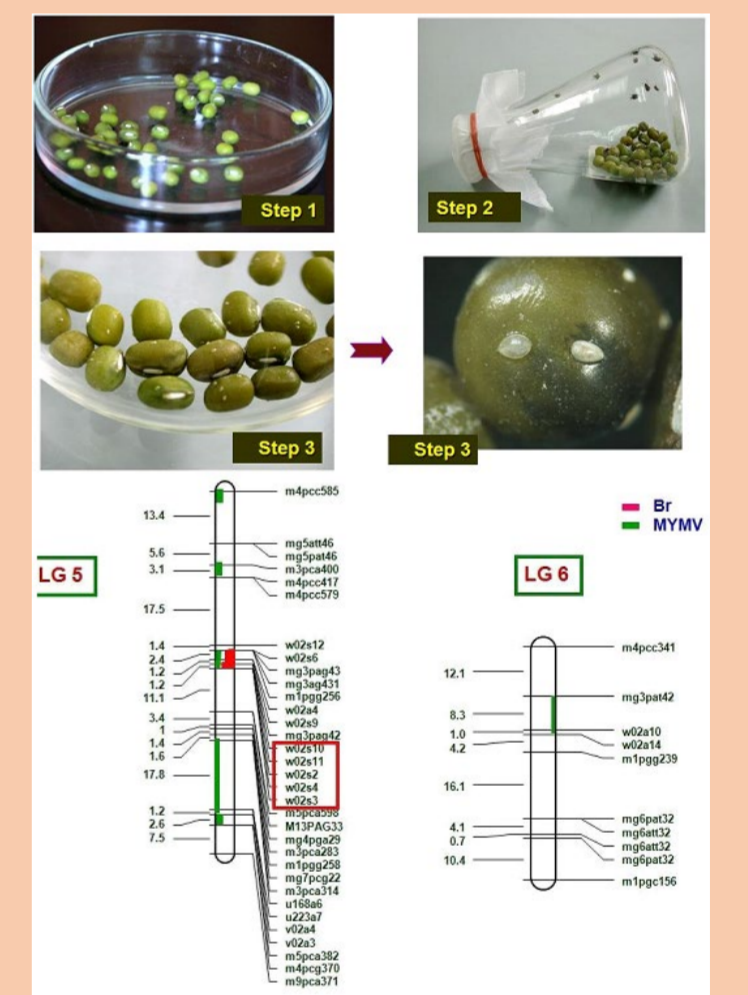 Step 1
Step 2
Step 3
Step 3
LG 5
13.4
5.6
3.1
17.5
1.4
2.4
1.2
1.2
11.1
3.4
1
1.4
1.6
17.8
1.2
2.6
7.5
m4pcc585
mg5att46
mg5pat46
m3pca400
m4pcc417
m4pcc579
w02s12
w02s6
mg3pag43
mg3ag431
m1pgg256
w02a4
w02s9
mg3pag42
w02s10
w02s11
w02s2
w02s4
w02s3
m5pca598
M13PAG33
mg4pga29
m3pca283
m1pgg258
mg7pcg22
m3pca314
u168a6
u223a7
v02a4
v02a3
m5pca382
m4pcg370
m9pca371
Br
MYMV
LG 6
12.1
8.3
1.0
4.2
16.1
4.1
0.7
10.4
m4pcc341
mg3pat42
w02a10
w02a14
m1pgg239
mg6pat32
mg6att32
mg6att32
mg6pat32
m1pgc156